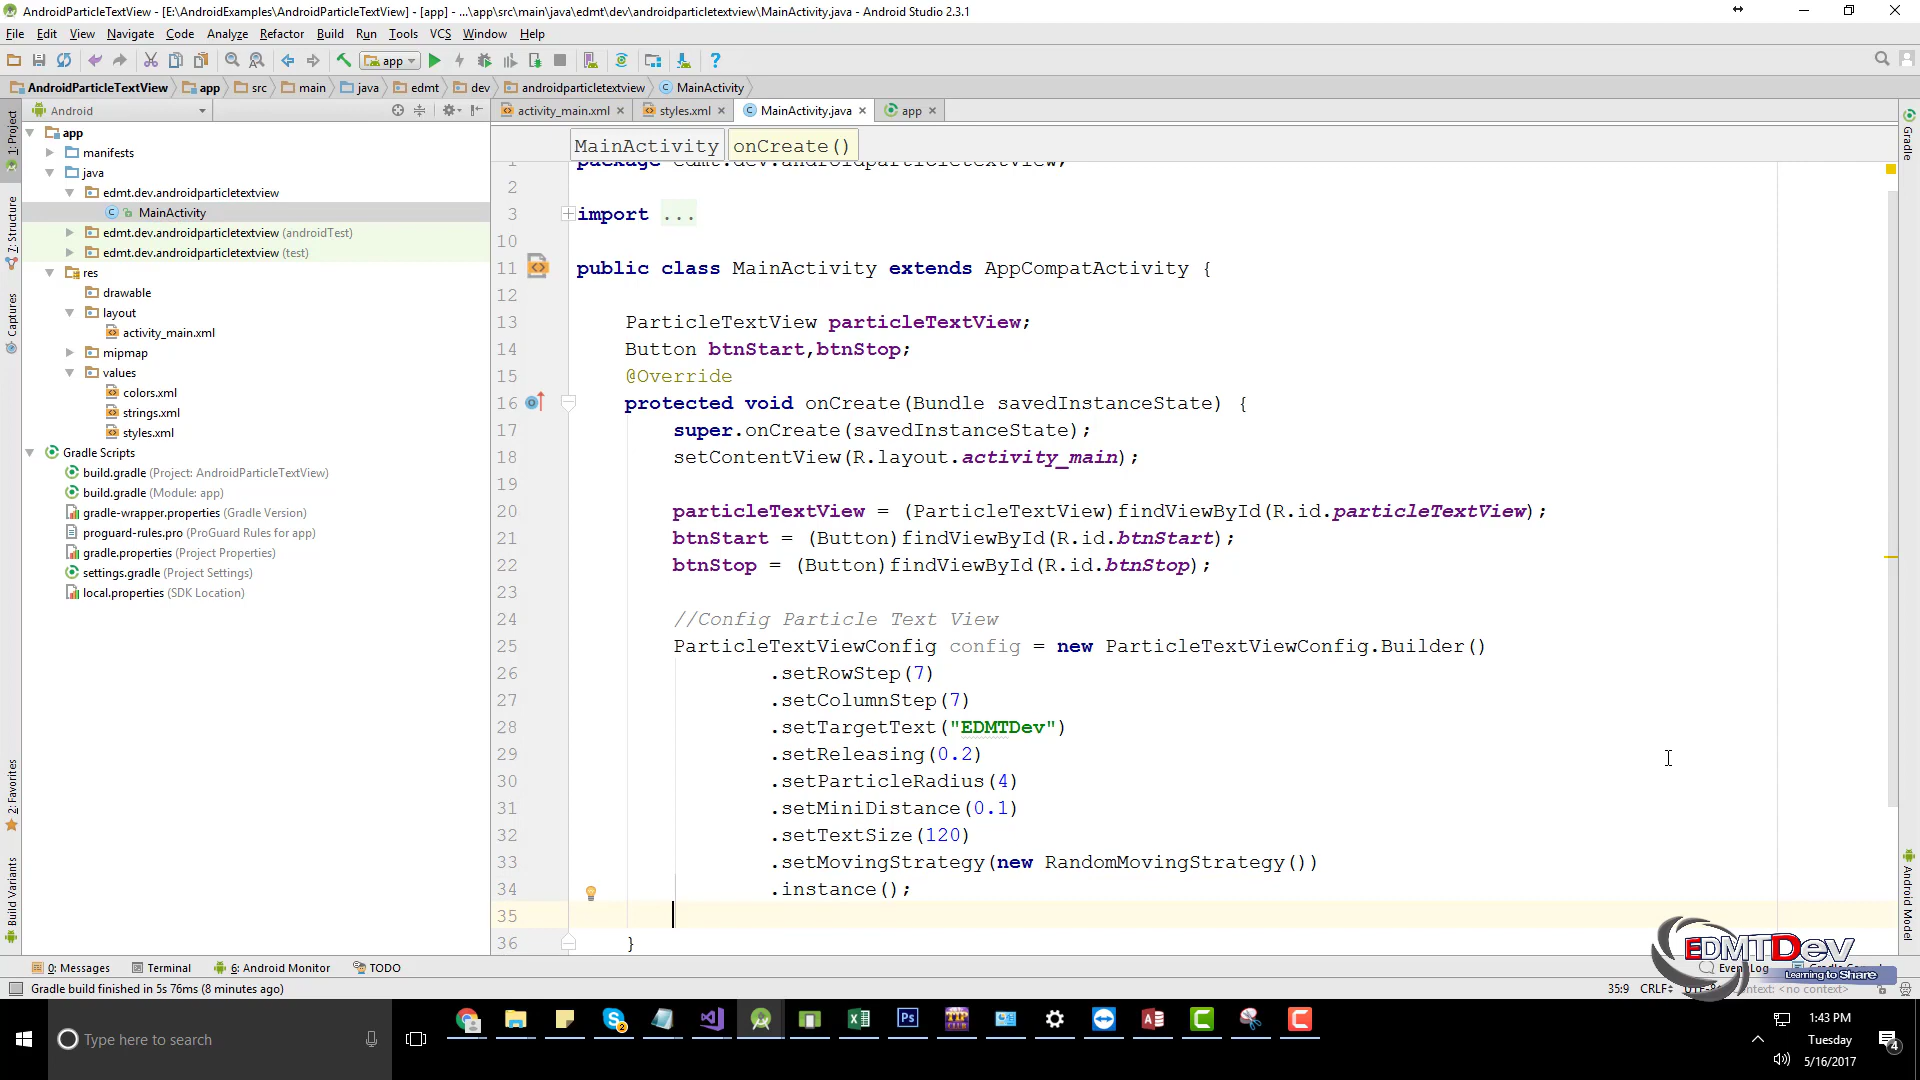 AndroidParticleTextView - [E:\AndroidExamples\AndroidParticleTextView] - [app] - ...\app\src\main\java\edmt\dev\androidparticletextview\MainActivity.java - Android Studio 2.3.1
File Edit View Navigate Code Analyze Refactor Build Run Tools VCS Window Help
app
AndroidParticleTextView app src main java edmt dev androidparticletextview MainActivity
Android
activity_main.xml styles.xml MainActivity.java app
1: Project
7: Structure
Captures
2: Favorites
Build Variants
app
manifests
java
edmt.dev.androidparticletextview
MainActivity
edmt.dev.androidparticletextview (androidTest)
edmt.dev.androidparticletextview (test)
res
drawable
layout
activity_main.xml
mipmap
values
colors.xml
strings.xml
styles.xml
Gradle Scripts
build.gradle (Project: AndroidParticleTextView)
build.gradle (Module: app)
gradle-wrapper.properties (Gradle Version)
proguard-rules.pro (ProGuard Rules for app)
gradle.properties (Project Properties)
settings.gradle (Project Settings)
local.properties (SDK Location)
MainActivity onCreate()
1 package edmt.dev.androidparticletextview;
2
3 import ...
10
11 public class MainActivity extends AppCompatActivity {
12
13 ParticleTextView particleTextView;
14 Button btnStart,btnStop;
15 @Override
16 protected void onCreate(Bundle savedInstanceState) {
17 super.onCreate(savedInstanceState);
18 setContentView(R.layout.activity_main);
19
20 particleTextView = (ParticleTextView)findViewById(R.id.particleTextView);
21 btnStart = (Button)findViewById(R.id.btnStart);
22 btnStop = (Button)findViewById(R.id.btnStop);
23
24 //Config Particle Text View
25 ParticleTextViewConfig config = new ParticleTextViewConfig.Builder()
26 .setRowStep(7)
27 .setColumnStep(7)
28 .setTargetText("EDMTDev")
29 .setReleasing(0.2)
30 .setParticleRadius(4)
31 .setMiniDistance(0.1)
32 .setTextSize(120)
33 .setMovingStrategy(new RandomMovingStrategy())
34 .instance();
35
36 }
Gradle
Android Model
EDMTDev
Learning to Share
0: Messages Terminal 6: Android Monitor TODO Event Log
Gradle build finished in 5s 76ms (8 minutes ago) 35:9 CRLF Context: <no context>
Type here to search
2
Ps
1:43 PM
Tuesday
5/16/2017
4